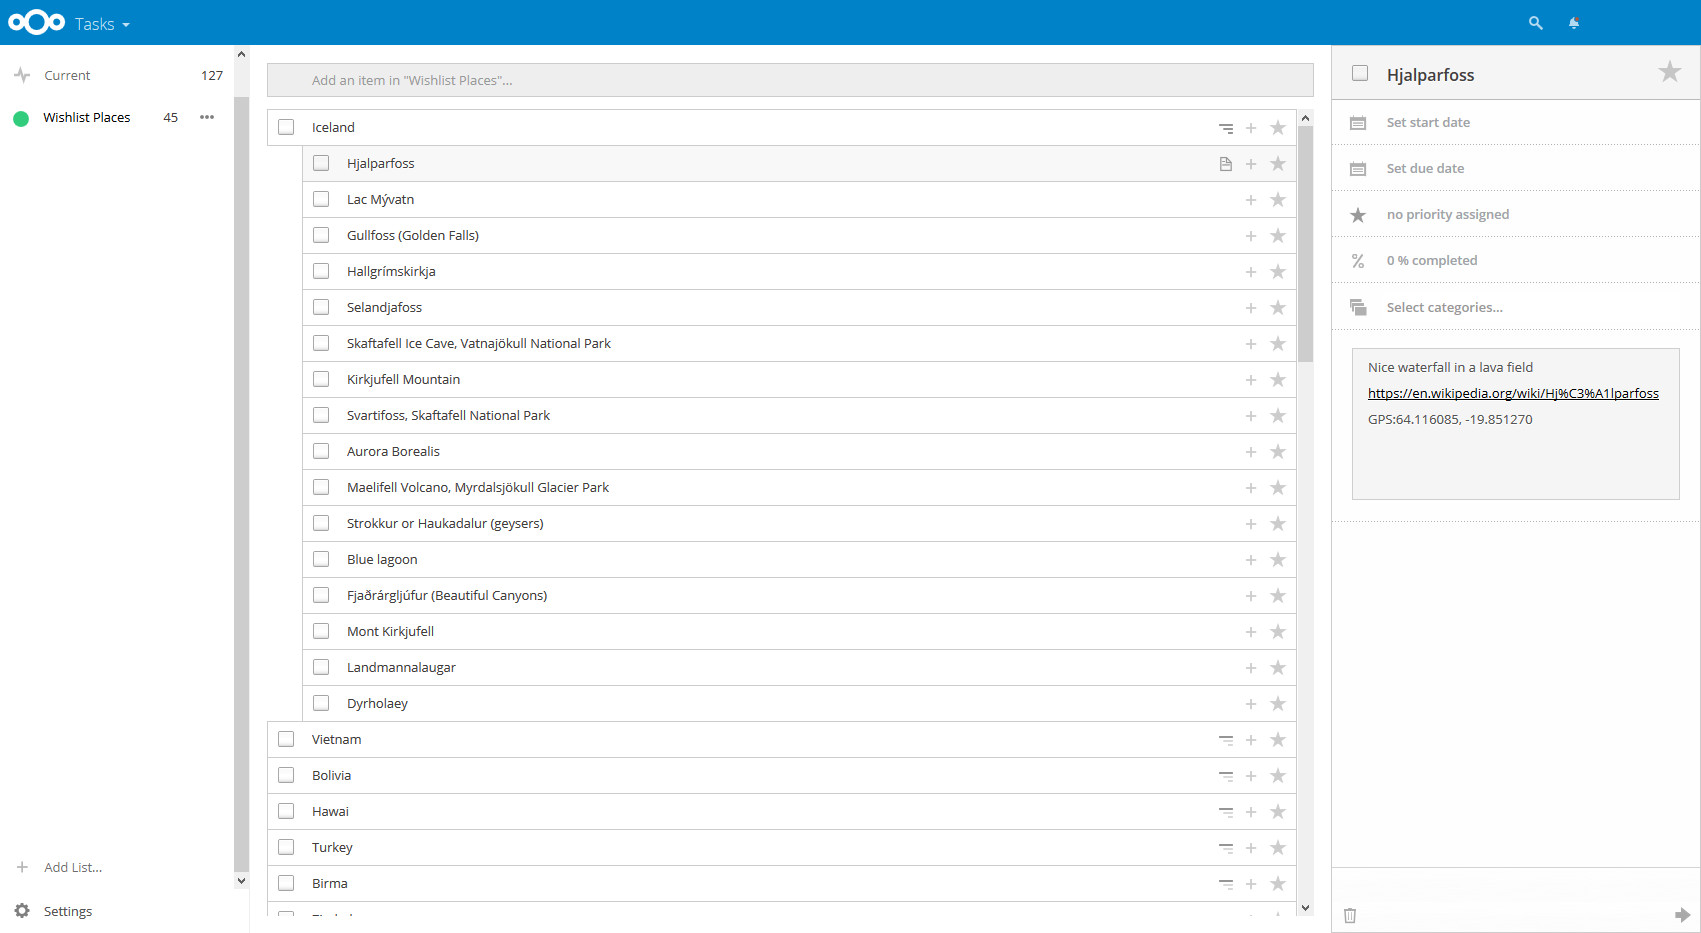 Tasks
Current 127
Wishlist Places 45
Add List...
Settings
Add an item in "Wishlist Places"...
Iceland
Hjalparfoss
Lac Mývatn
Gullfoss (Golden Falls)
Hallgrímskirkja
Selandjafoss
Skaftafell Ice Cave, Vatnajökull National Park
Kirkjufell Mountain
Svartifoss, Skaftafell National Park
Aurora Borealis
Maelifell Volcano, Myrdalsjökull Glacier Park
Strokkur or Haukadalur (geysers)
Blue lagoon
Fjaðrárgljúfur (Beautiful Canyons)
Mont Kirkjufell
Landmannalaugar
Dyrholaey
Vietnam
Bolivia
Hawai
Turkey
Birma
Hjalparfoss
Set start date
Set due date
no priority assigned
0 % completed
Select categories...
Nice waterfall in a lava field
https://en.wikipedia.org/wiki/Hj%C3%A1lparfoss
GPS:64.116085, -19.851270